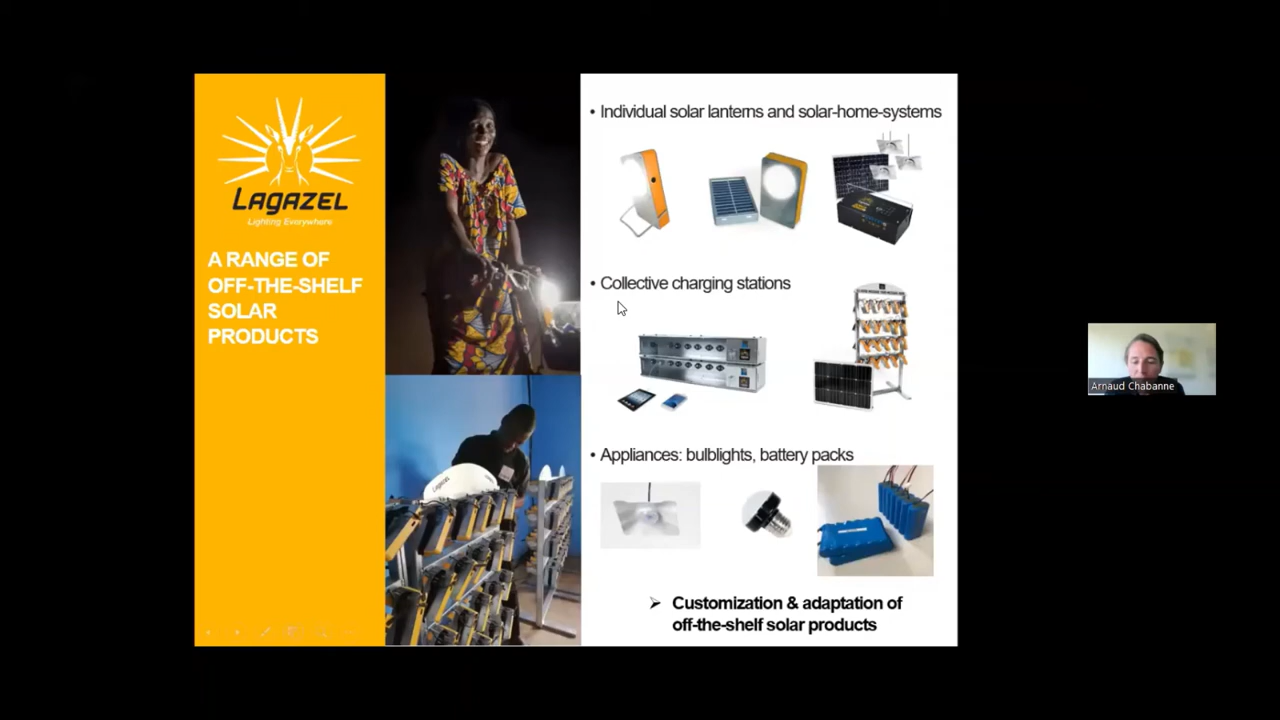 LAGAZEL
Lighting Everywhere
A RANGE OF
OFF-THE-SHELF
SOLAR
PRODUCTS
• Individual solar lanterns and solar-home-systems
• Collective charging stations
• Appliances: bulblights, battery packs
➢ Customization & adaptation of
off-the-shelf solar products
Lagazel
Arnaud Chabanne